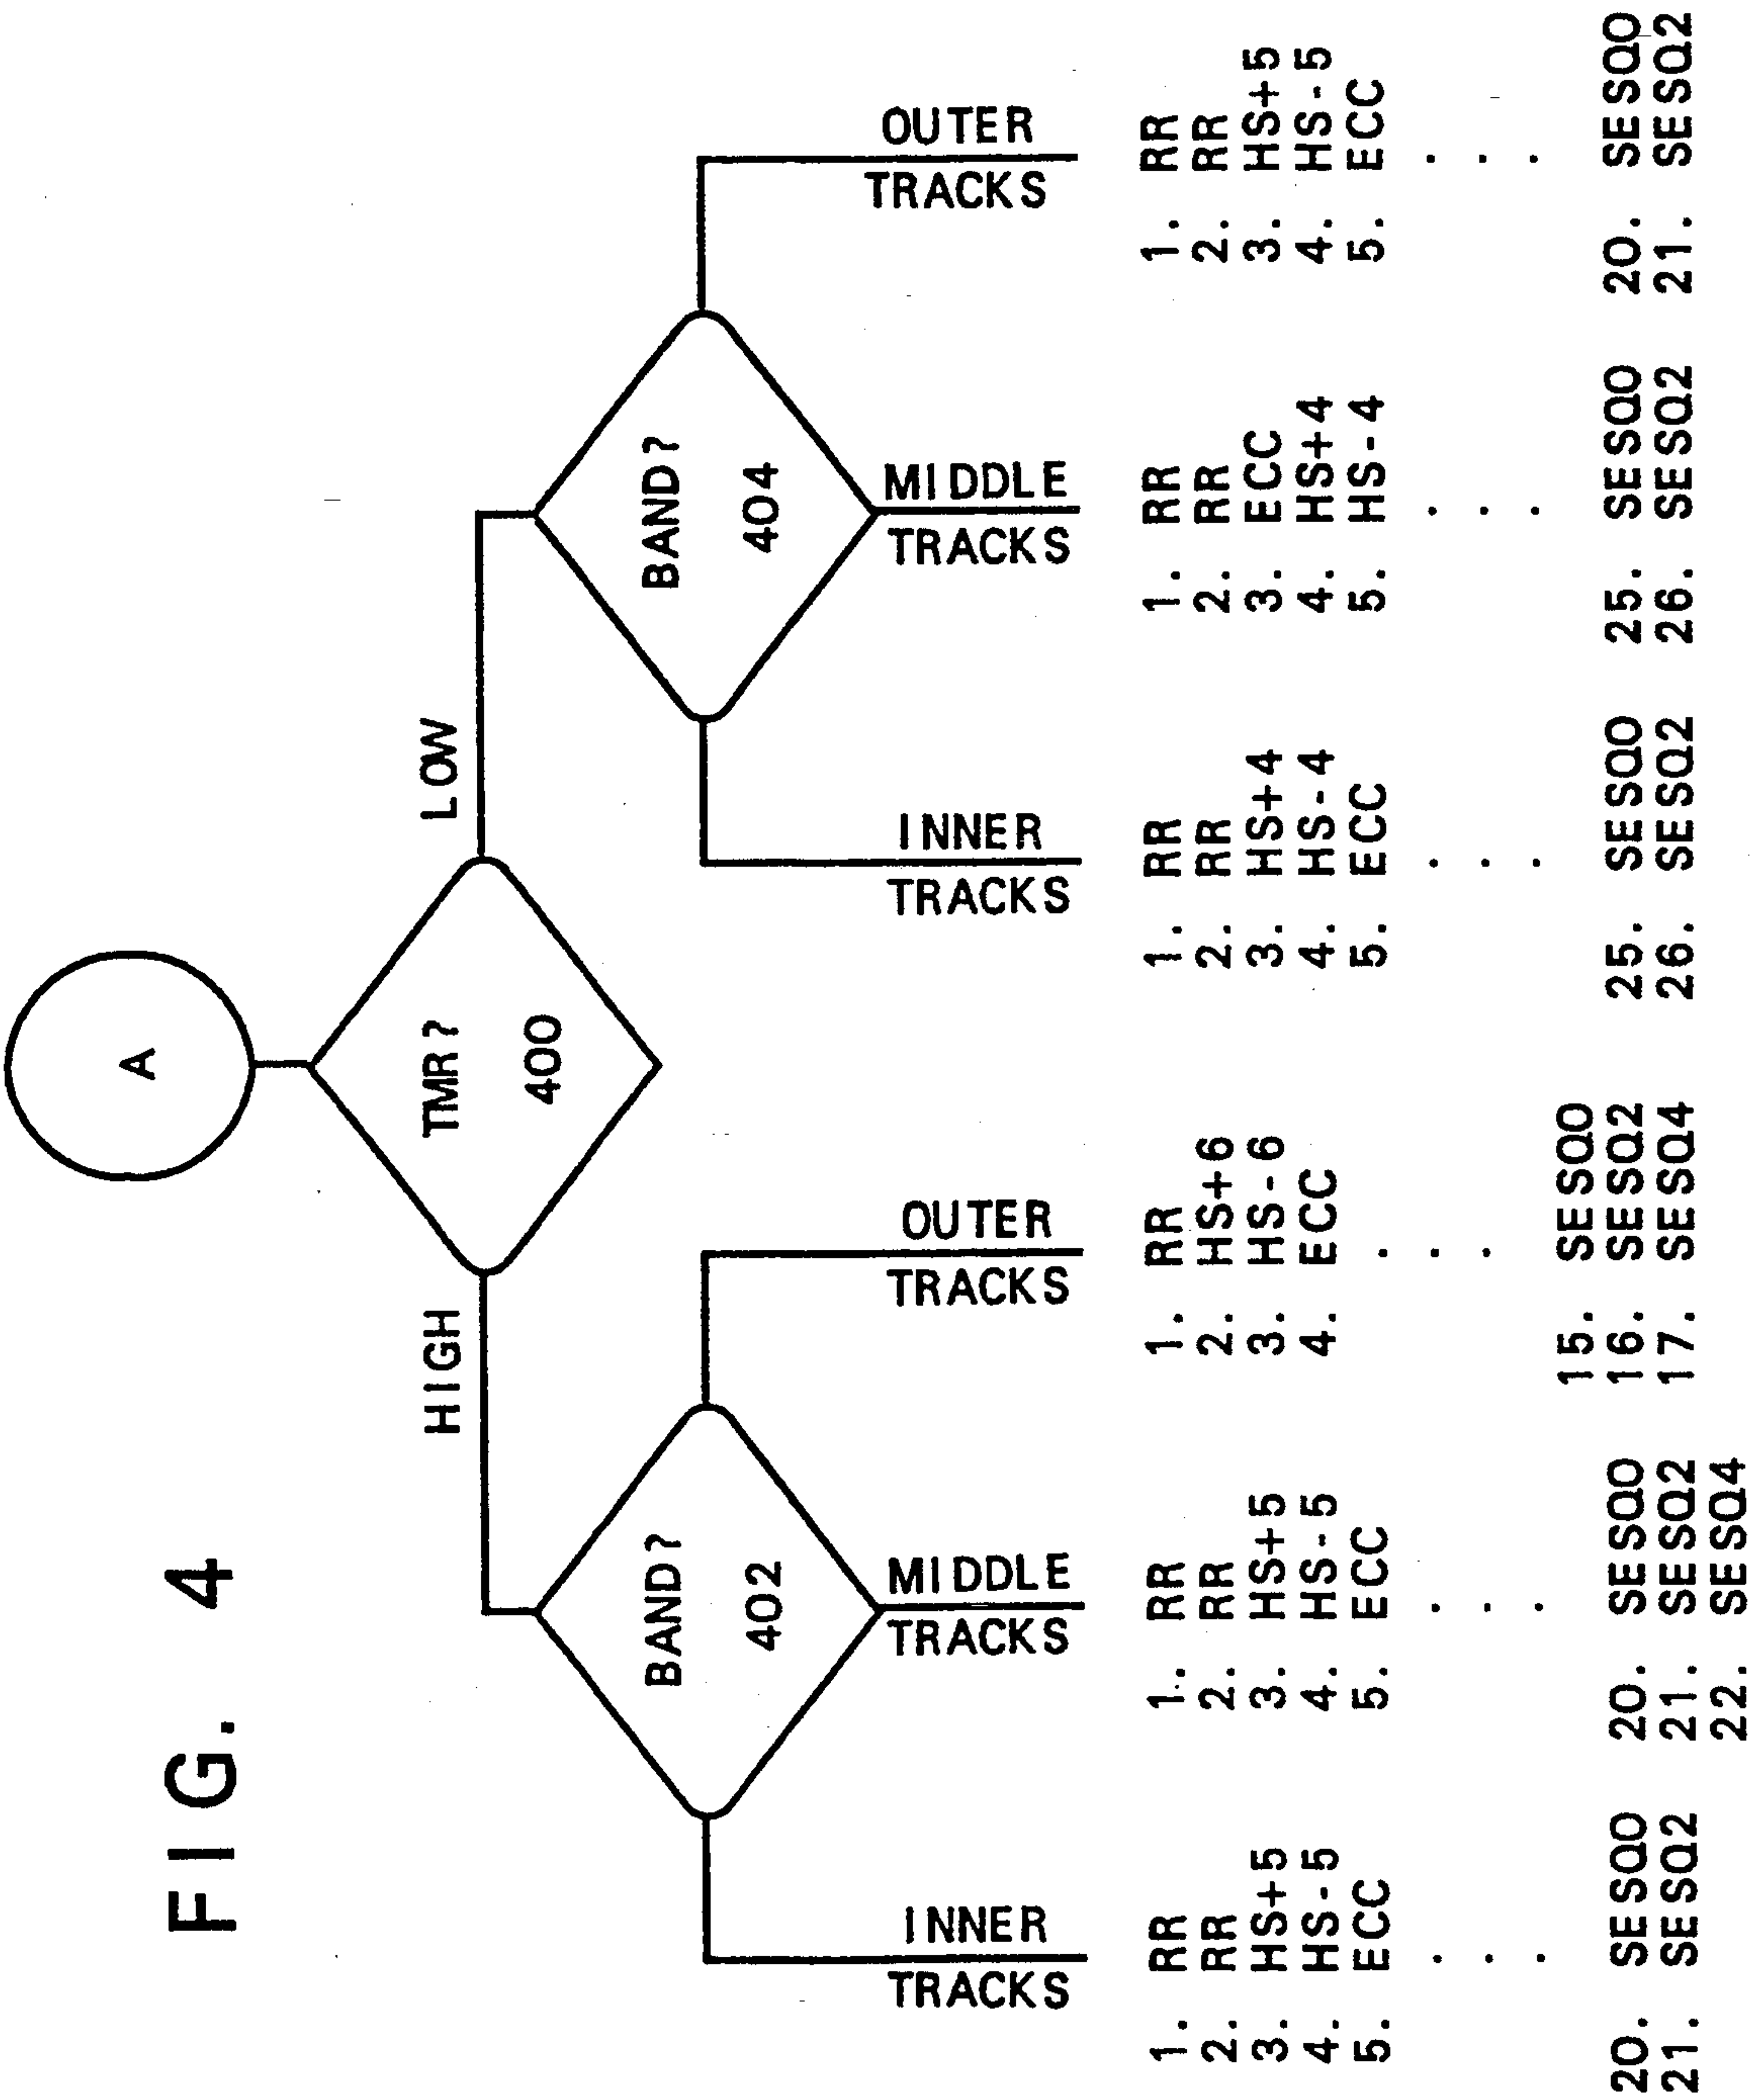 FIG. 4
A
TMR?
400
HIGH
LOW
BAND?
402
BAND?
404
INNER
TRACKS
MIDDLE
TRACKS
OUTER
TRACKS
INNER
TRACKS
MIDDLE
TRACKS
OUTER
TRACKS
1. RR
2. RR
3. HS+5
4. HS-5
5. ECC
. . .
20. SESQ0
21. SESQ2
1. RR
2. RR
3. HS+5
4. HS-5
5. ECC
. . .
20. SESQ0
21. SESQ2
22. SESQ4
1. RR
2. HS+6
3. HS-6
4. ECC
. . .
15. SESQ0
16. SESQ2
17. SESQ4
1. RR
2. RR
3. HS+4
4. HS-4
5. ECC
. . .
25. SESQ0
26. SESQ2
1. RR
2. RR
3. ECC
4. HS+4
5. HS-4
. . .
25. SESQ0
26. SESQ2
1. RR
2. RR
3. HS+5
4. HS-5
5. ECC
. . .
20. SESQ0
21. SESQ2